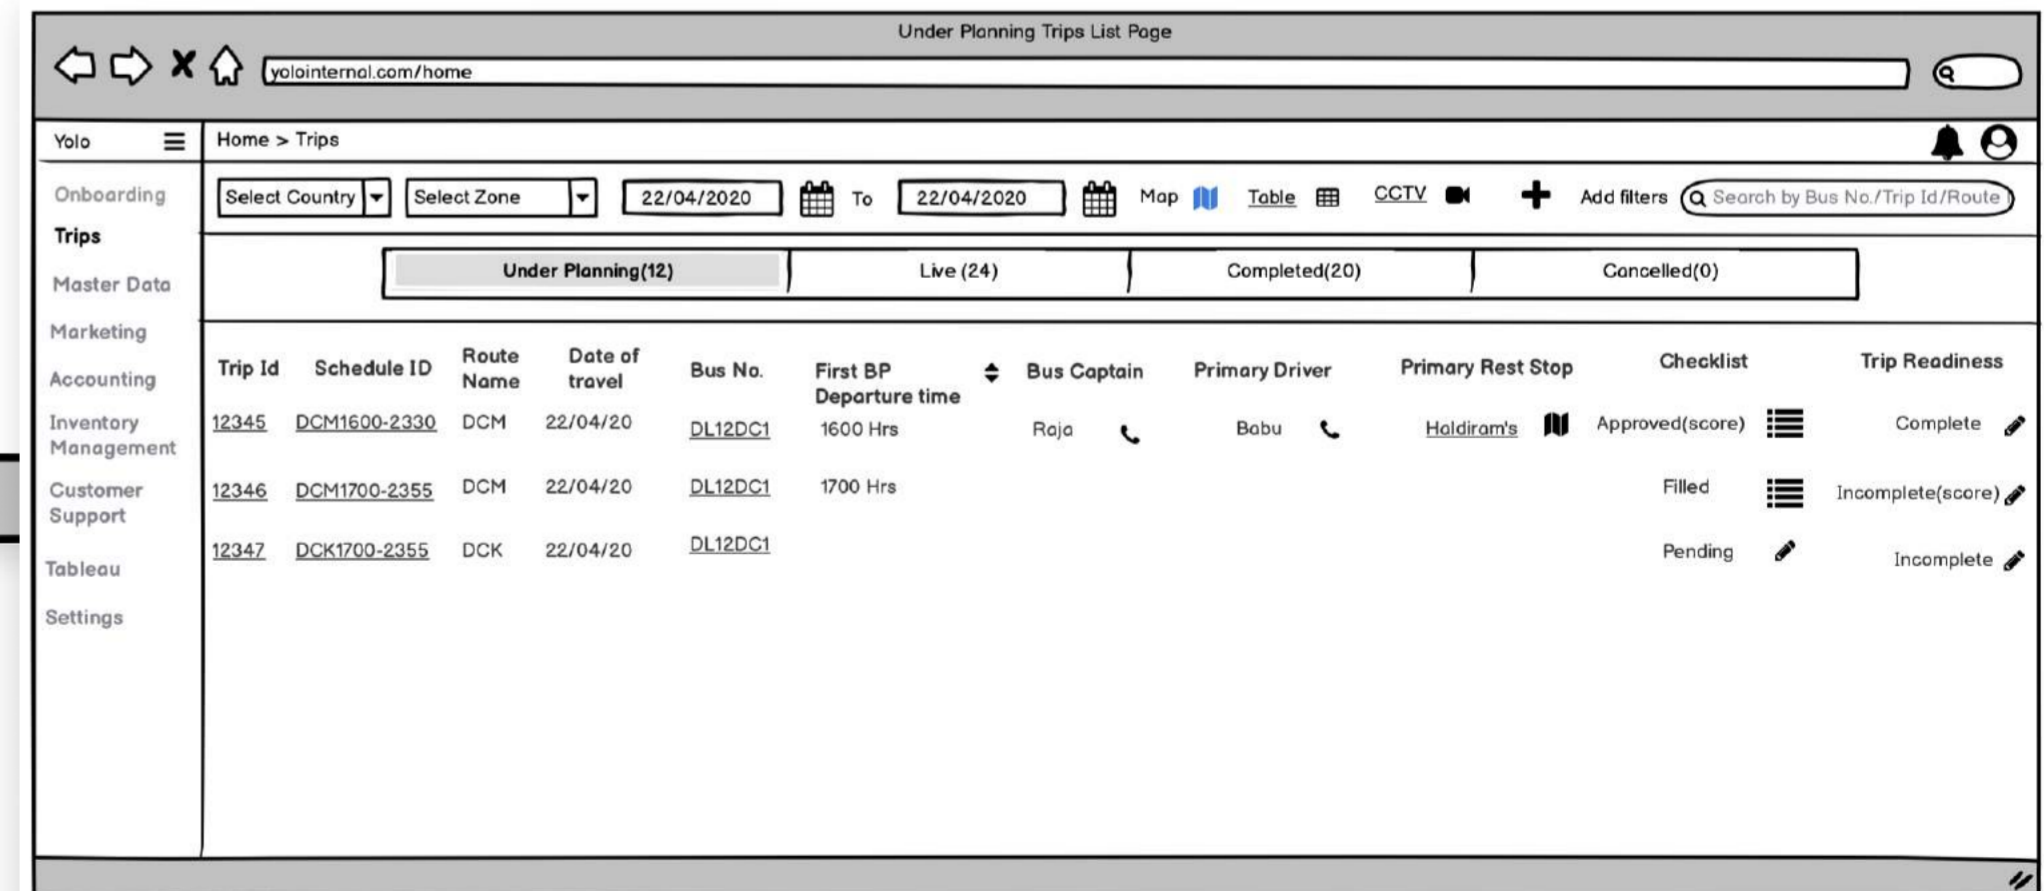 Under Planning Trips List Page
yolointernal.com/home
Yolo
Home > Trips
Onboarding
Trips
Master Data
Marketing
Accounting
Inventory
Management
Customer
Support
Tableau
Settings
Select Country
Select Zone
22/04/2020
To
22/04/2020
Map
Table
CCTV
Add filters
Search by Bus No./Trip Id/Route
Under Planning(12)
Live (24)
Completed(20)
Cancelled(0)
Trip Id
Schedule ID
Route
Name
Date of
travel
Bus No.
First BP
Departure time
Bus Captain
Primary Driver
Primary Rest Stop
Checklist
Trip Readiness
12345 DCM1600-2330 DCM 22/04/20 DL12DC1 1600 Hrs Raja Babu Haldiram's Approved(score) Complete
12346 DCM1700-2355 DCM 22/04/20 DL12DC1 1700 Hrs Filled Incomplete(score)
12347 DCK1700-2355 DCK 22/04/20 DL12DC1 Pending Incomplete